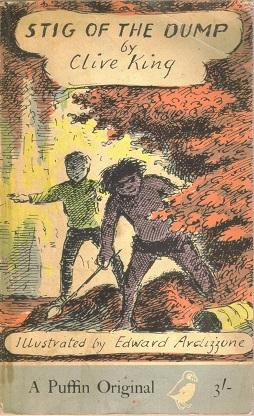 STIG OF THE DUMP
by
Clive King
Illustrated by Edward Ardizzone
A Puffin Original
3/-